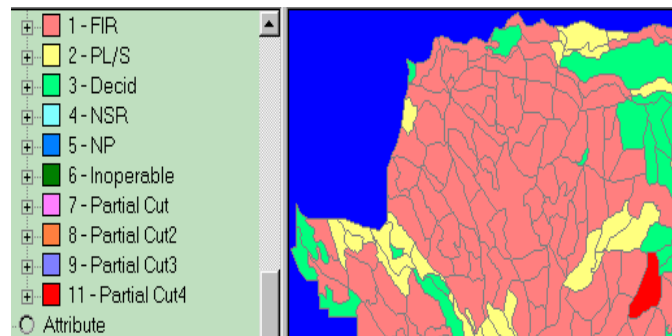 1 - FIR
2 - PL/S
3 - Decid
4 - NSR
5 - NP
6 - Inoperable
7 - Partial Cut
8 - Partial Cut2
9 - Partial Cut3
11 - Partial Cut4
Attribute